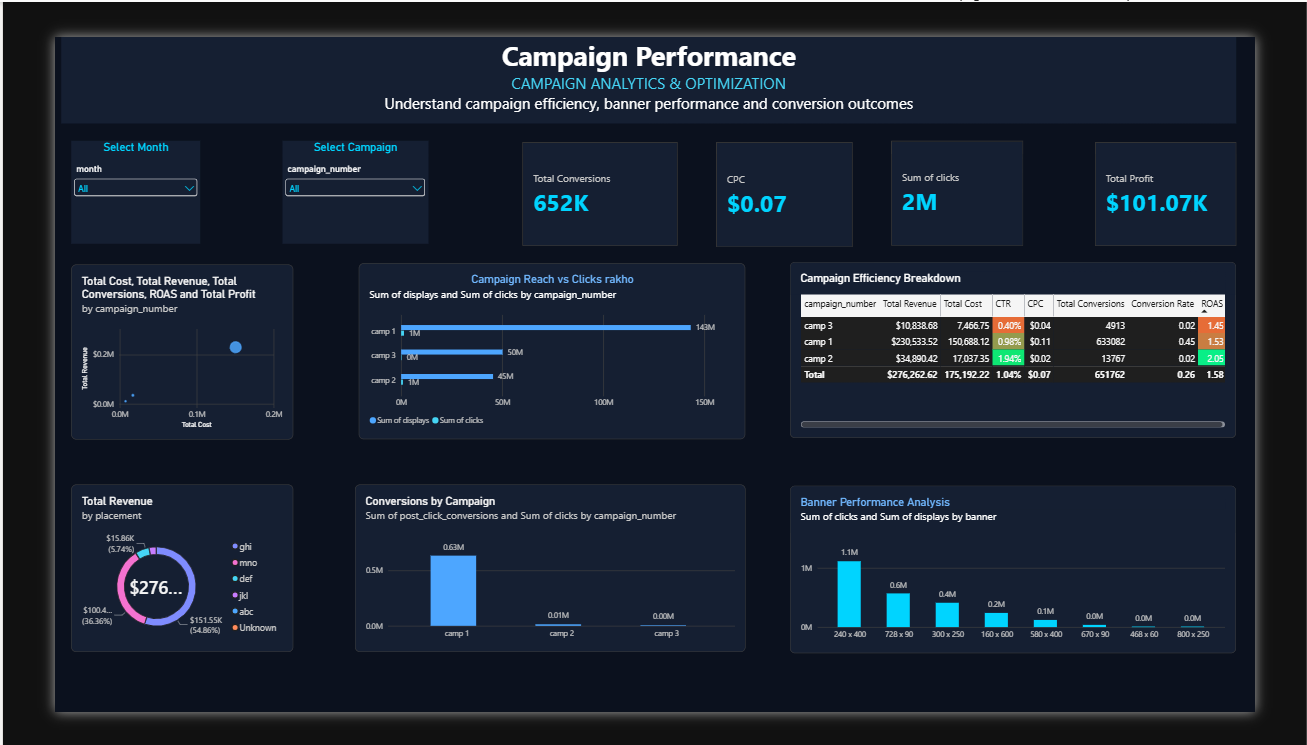 Campaign Performance
CAMPAIGN ANALYTICS & OPTIMIZATION
Understand campaign efficiency, banner performance and conversion outcomes
Select Month
month
All
Select Campaign
campaign_number
All
Total Conversions
652K
CPC
$0.07
Sum of clicks
2M
Total Profit
$101.07K
Total Cost, Total Revenue, Total
Conversions, ROAS and Total Profit
by campaign_number
Total Revenue
$0.2M
$0.0M
0.0M 0.1M 0.2M
Total Cost
Campaign Reach vs Clicks rakho
Sum of displays and Sum of clicks by campaign_number
camp 1 143M
1M
camp 3 50M
0M
camp 2 45M
1M
0M 50M 100M 150M
Sum of displays Sum of clicks
Campaign Efficiency Breakdown
campaign_number Total Revenue Total Cost CTR CPC Total Conversions Conversion Rate ROAS
camp 3 $10,838.68 7,466.75 0.40% $0.04 4913 0.02 1.45
camp 1 $230,533.52 150,688.12 0.98% $0.11 633082 0.45 1.53
camp 2 $34,890.42 17,037.35 1.94% $0.02 13767 0.02 2.05
Total $276,262.62 175,192.22 1.04% $0.07 651762 0.26 1.58
Total Revenue
by placement
$15.86K
(5.74%)
$276...
$100.4...
(36.36%)
$151.55K
(54.86%)
ghi
mno
def
jkl
abc
Unknown
Conversions by Campaign
Sum of post_click_conversions and Sum of clicks by campaign_number
0.63M
0.5M
0.01M
0.00M
0.0M
camp 1 camp 2 camp 3
Banner Performance Analysis
Sum of clicks and Sum of displays by banner
1.1M
1M
0.6M
0.4M
0.2M
0.1M
0.0M
0.0M
0.0M
0M
240 x 400 728 x 90 300 x 250 160 x 600 580 x 400 670 x 90 468 x 60 800 x 250